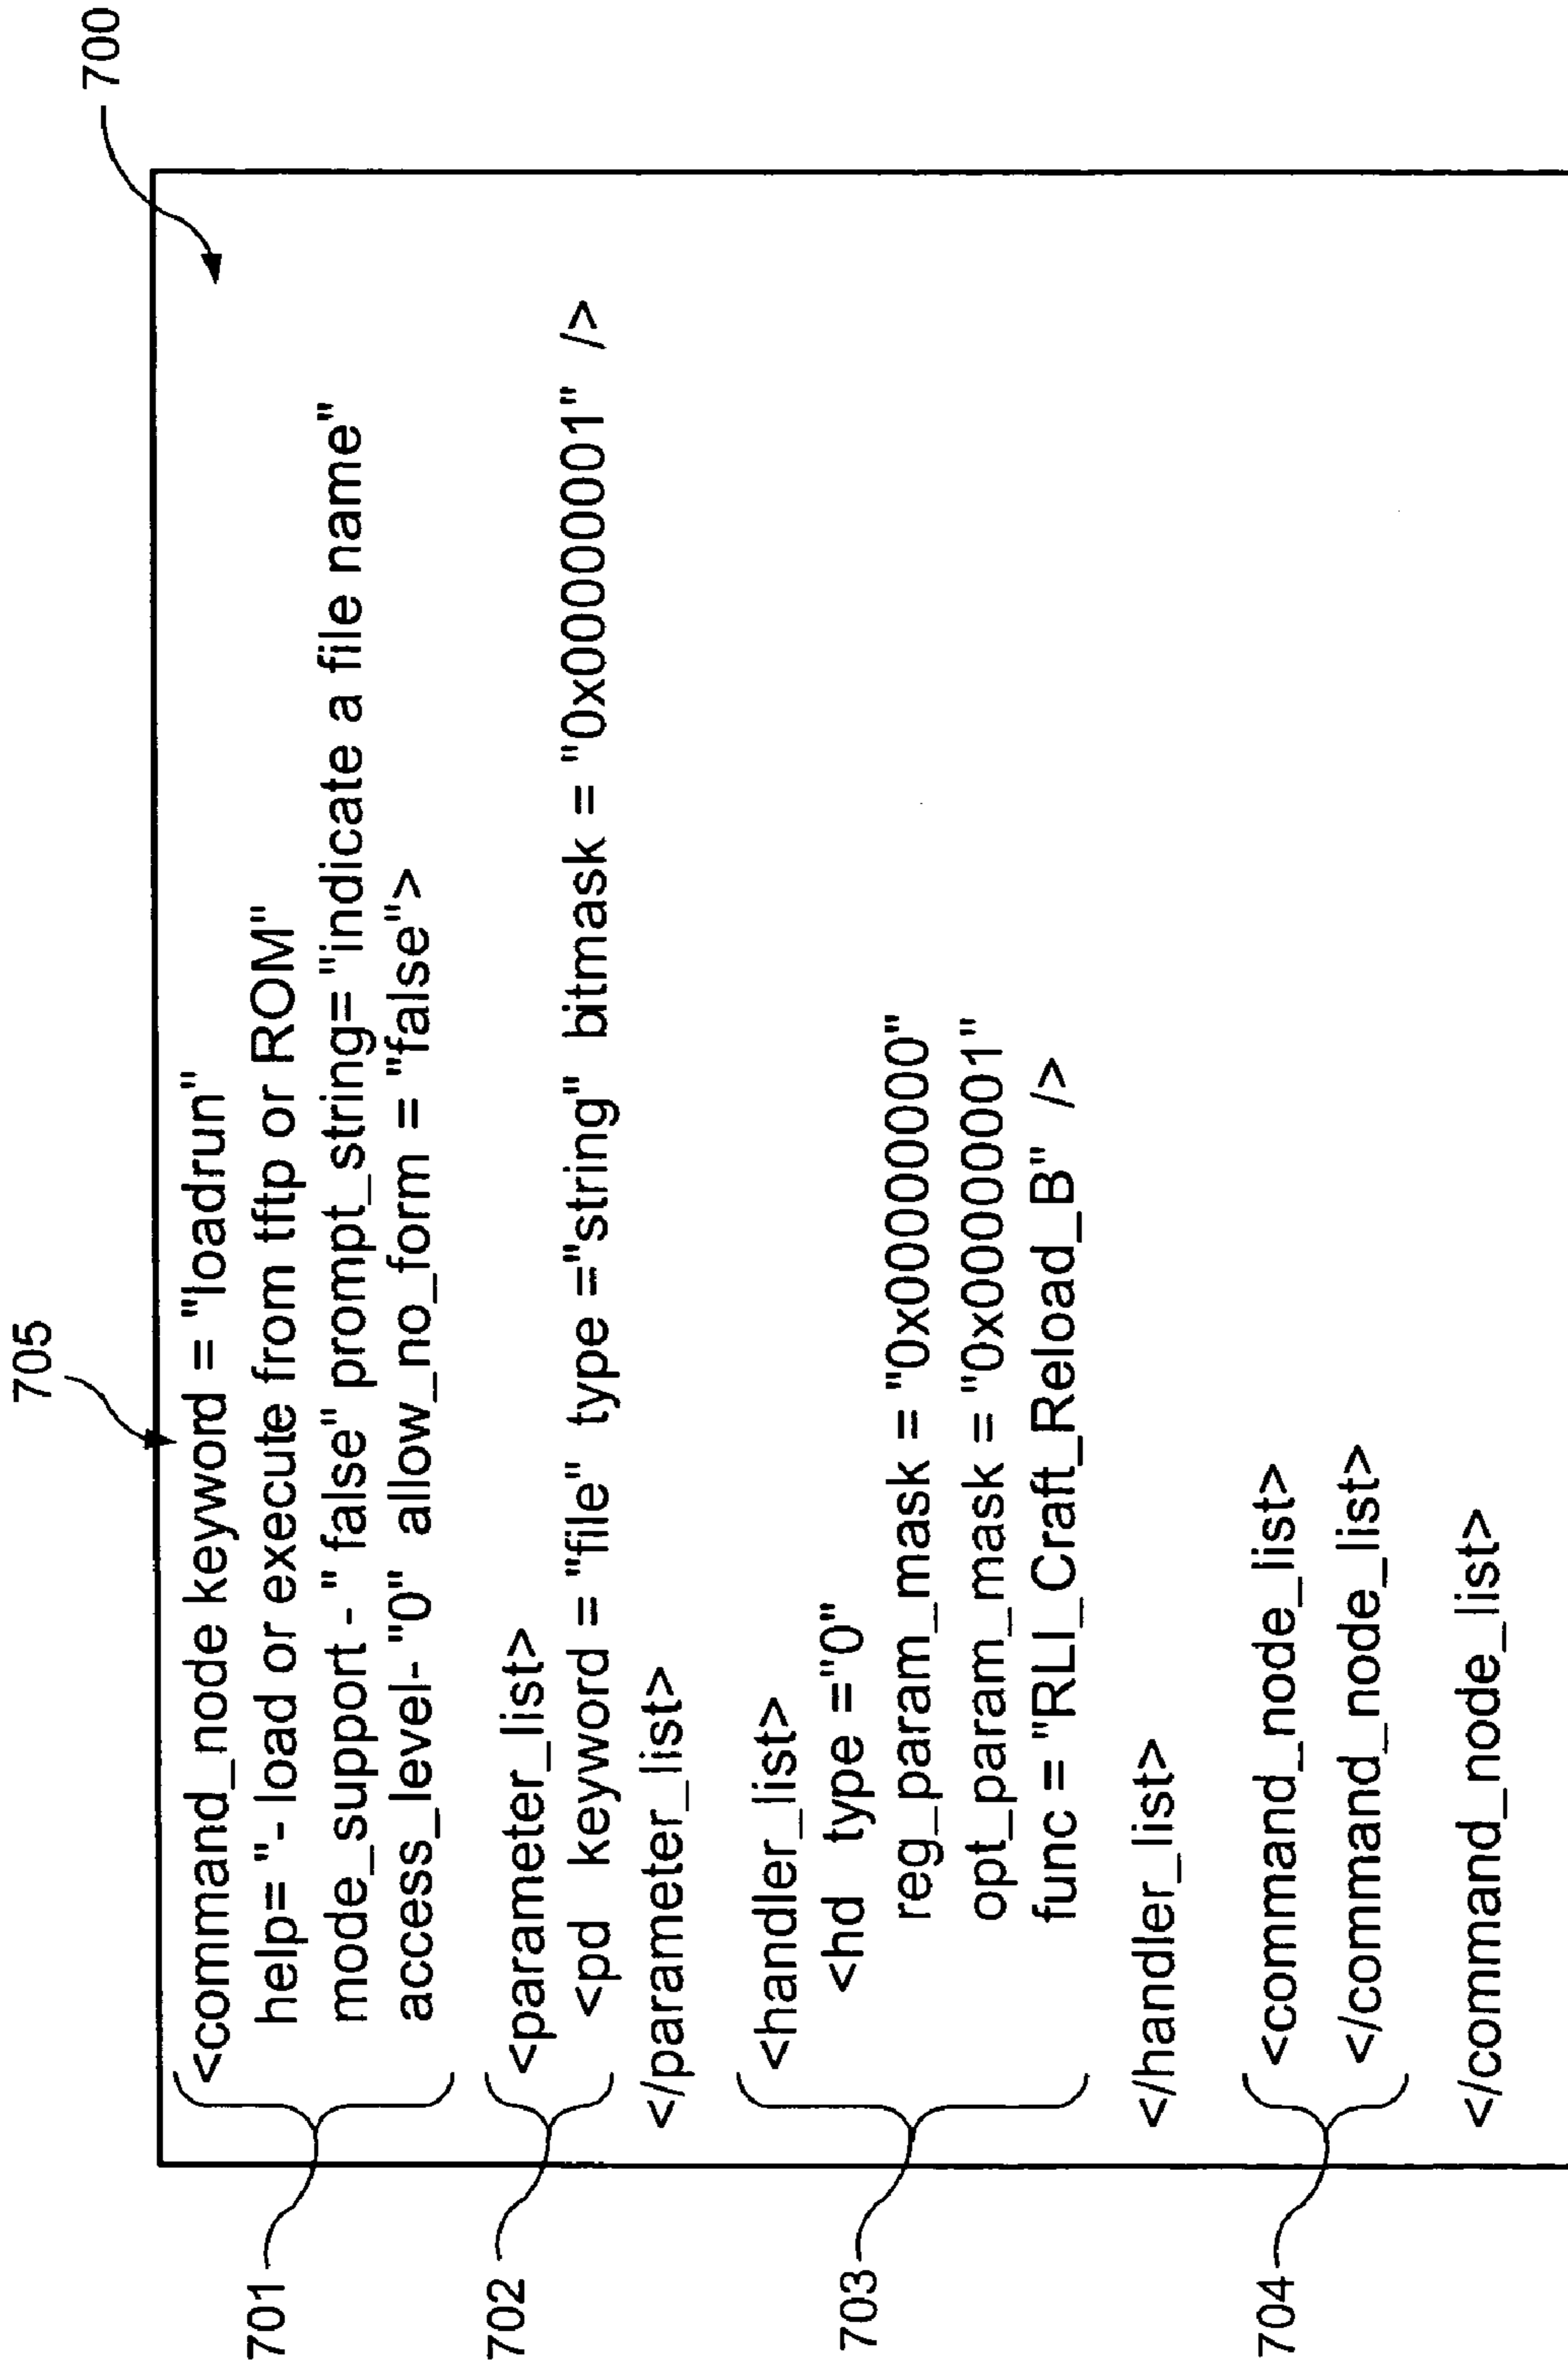 700
705
701
<command_node keyword = "loadrun"
help="- load or execute from tftp or ROM"
mode_support - "false" prompt_string= "indicate a file name"
access_level- "0" allow_no_form = "false">
702
<parameter_list>
<pd keyword = "file" type ="string" bitmask = "0x00000001" />
</parameter_list>
703
<handler_list>
<hd type ="0"
reg_param_mask = "0x00000000"
opt_param_mask = "0x00000001"
func = "RLI_Craft_Reload_B" />
</handler_list>
704
<command_node_list>
</command_node_list>
</command_node_list>